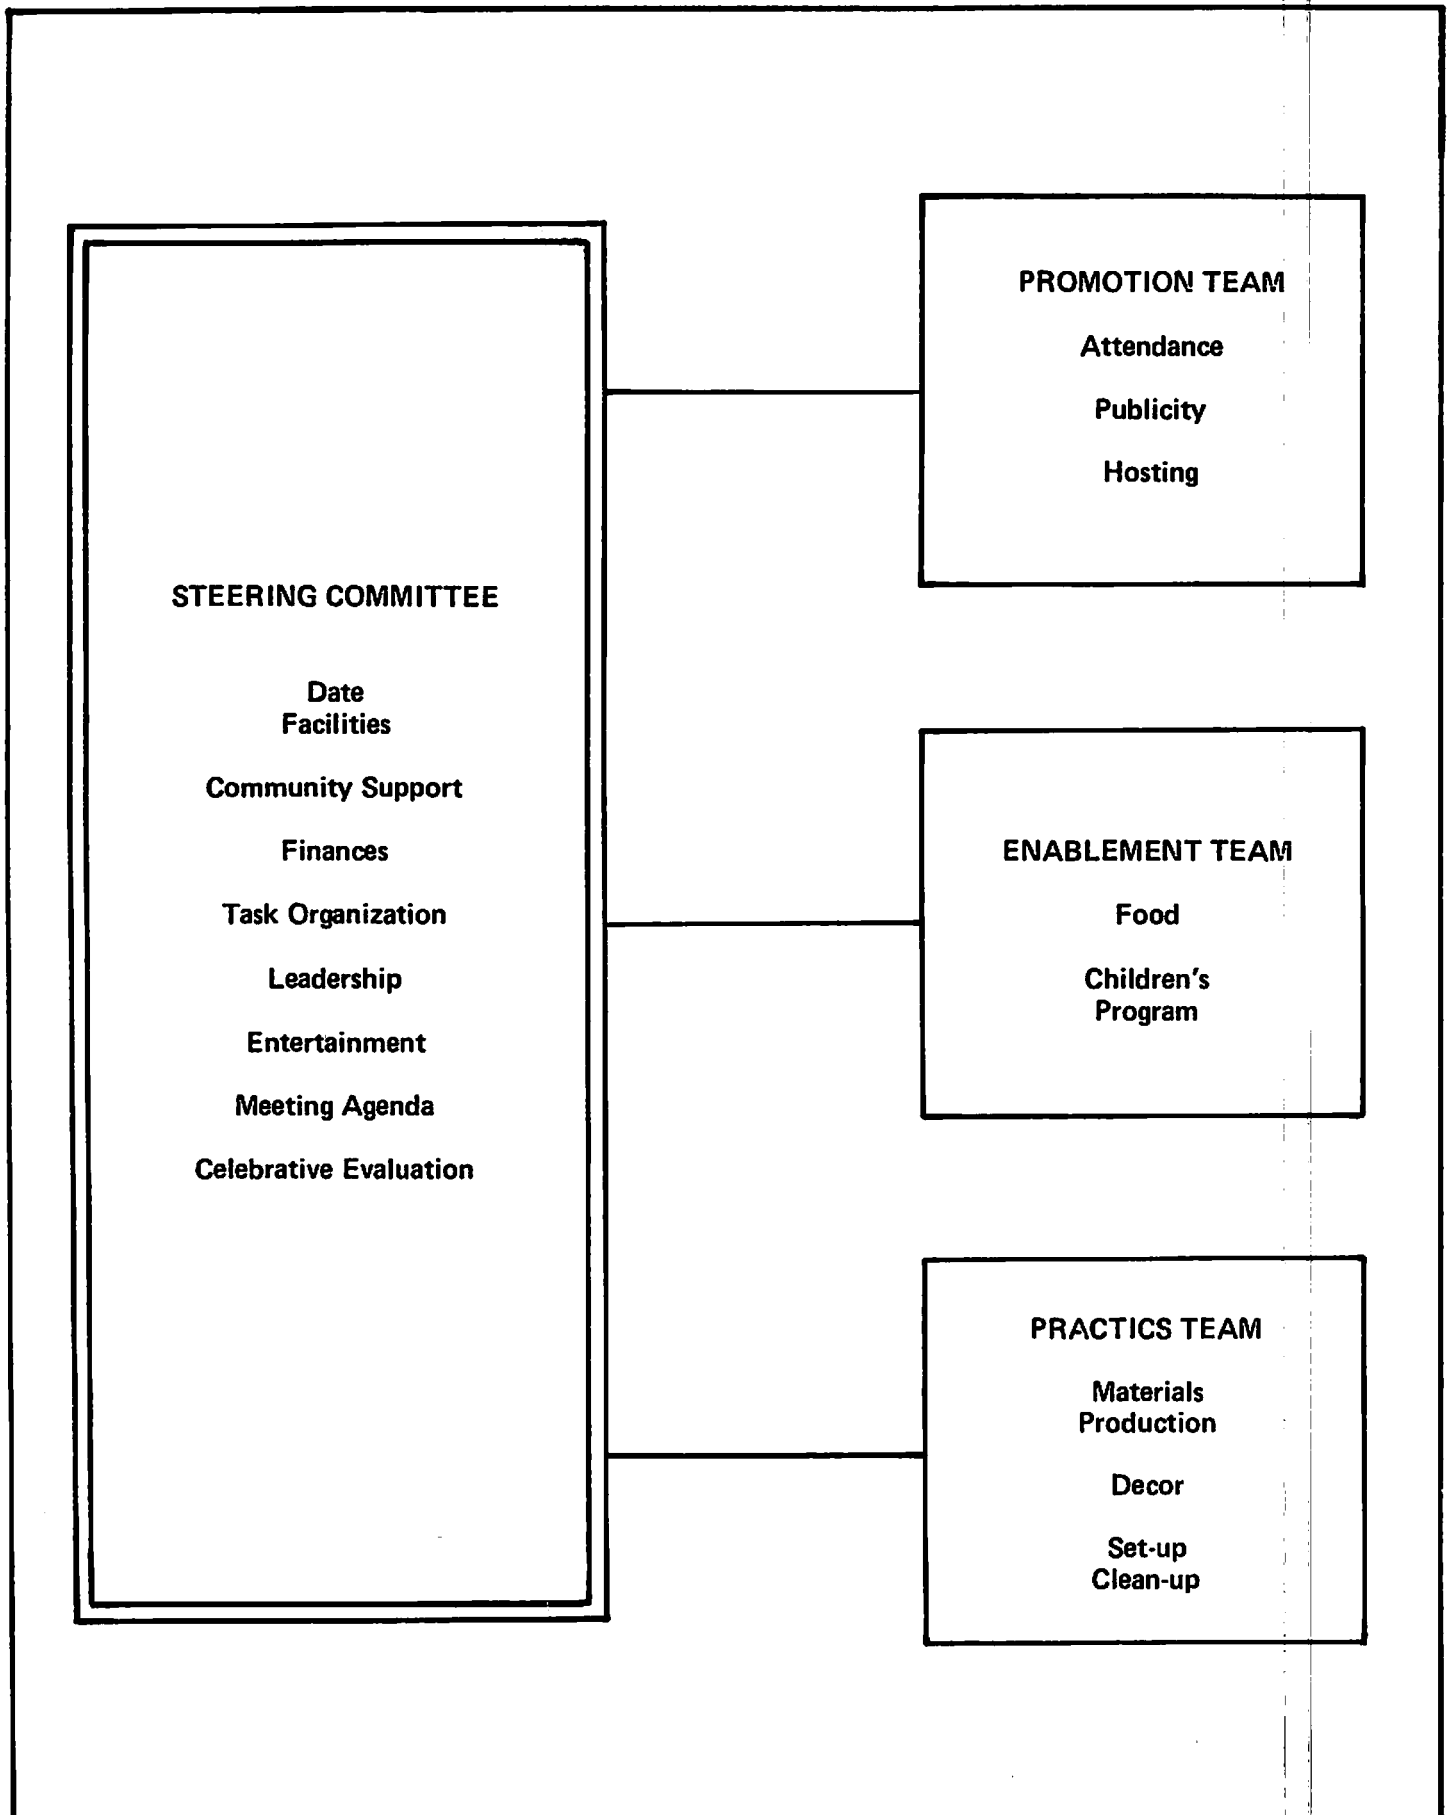 STEERING COMMITTEE
Date
Facilities
Community Support
Finances
Task Organization
Leadership
Entertainment
Meeting Agenda
Celebrative Evaluation
PROMOTION TEAM
Attendance
Publicity
Hosting
ENABLEMENT TEAM
Food
Children's
Program
PRACTICS TEAM
Materials
Production
Decor
Set-up
Clean-up